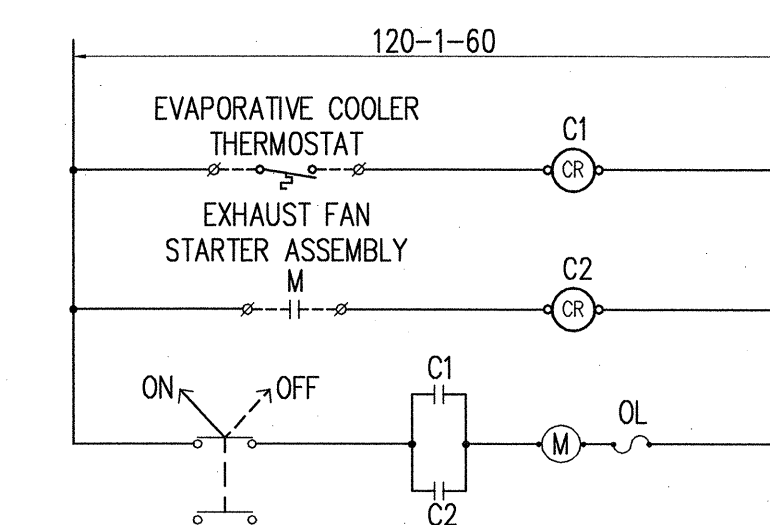 120-1-60
EVAPORATIVE COOLER
THERMOSTAT
C1
CR
EXHAUST FAN
STARTER ASSEMBLY
M
C2
CR
ON
OFF
C1
OL
M
C2